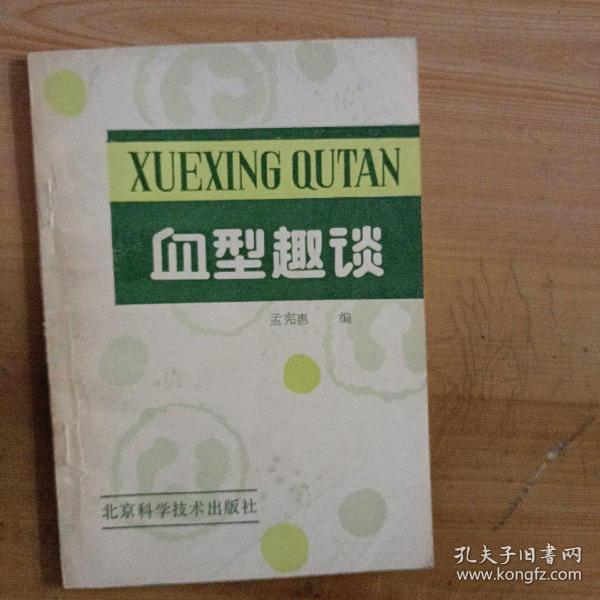 XUEXING QUTAN
血型趣谈
孟宪惠 编
北京科学技术出版社
孔夫子旧书网
www.kongfz.com